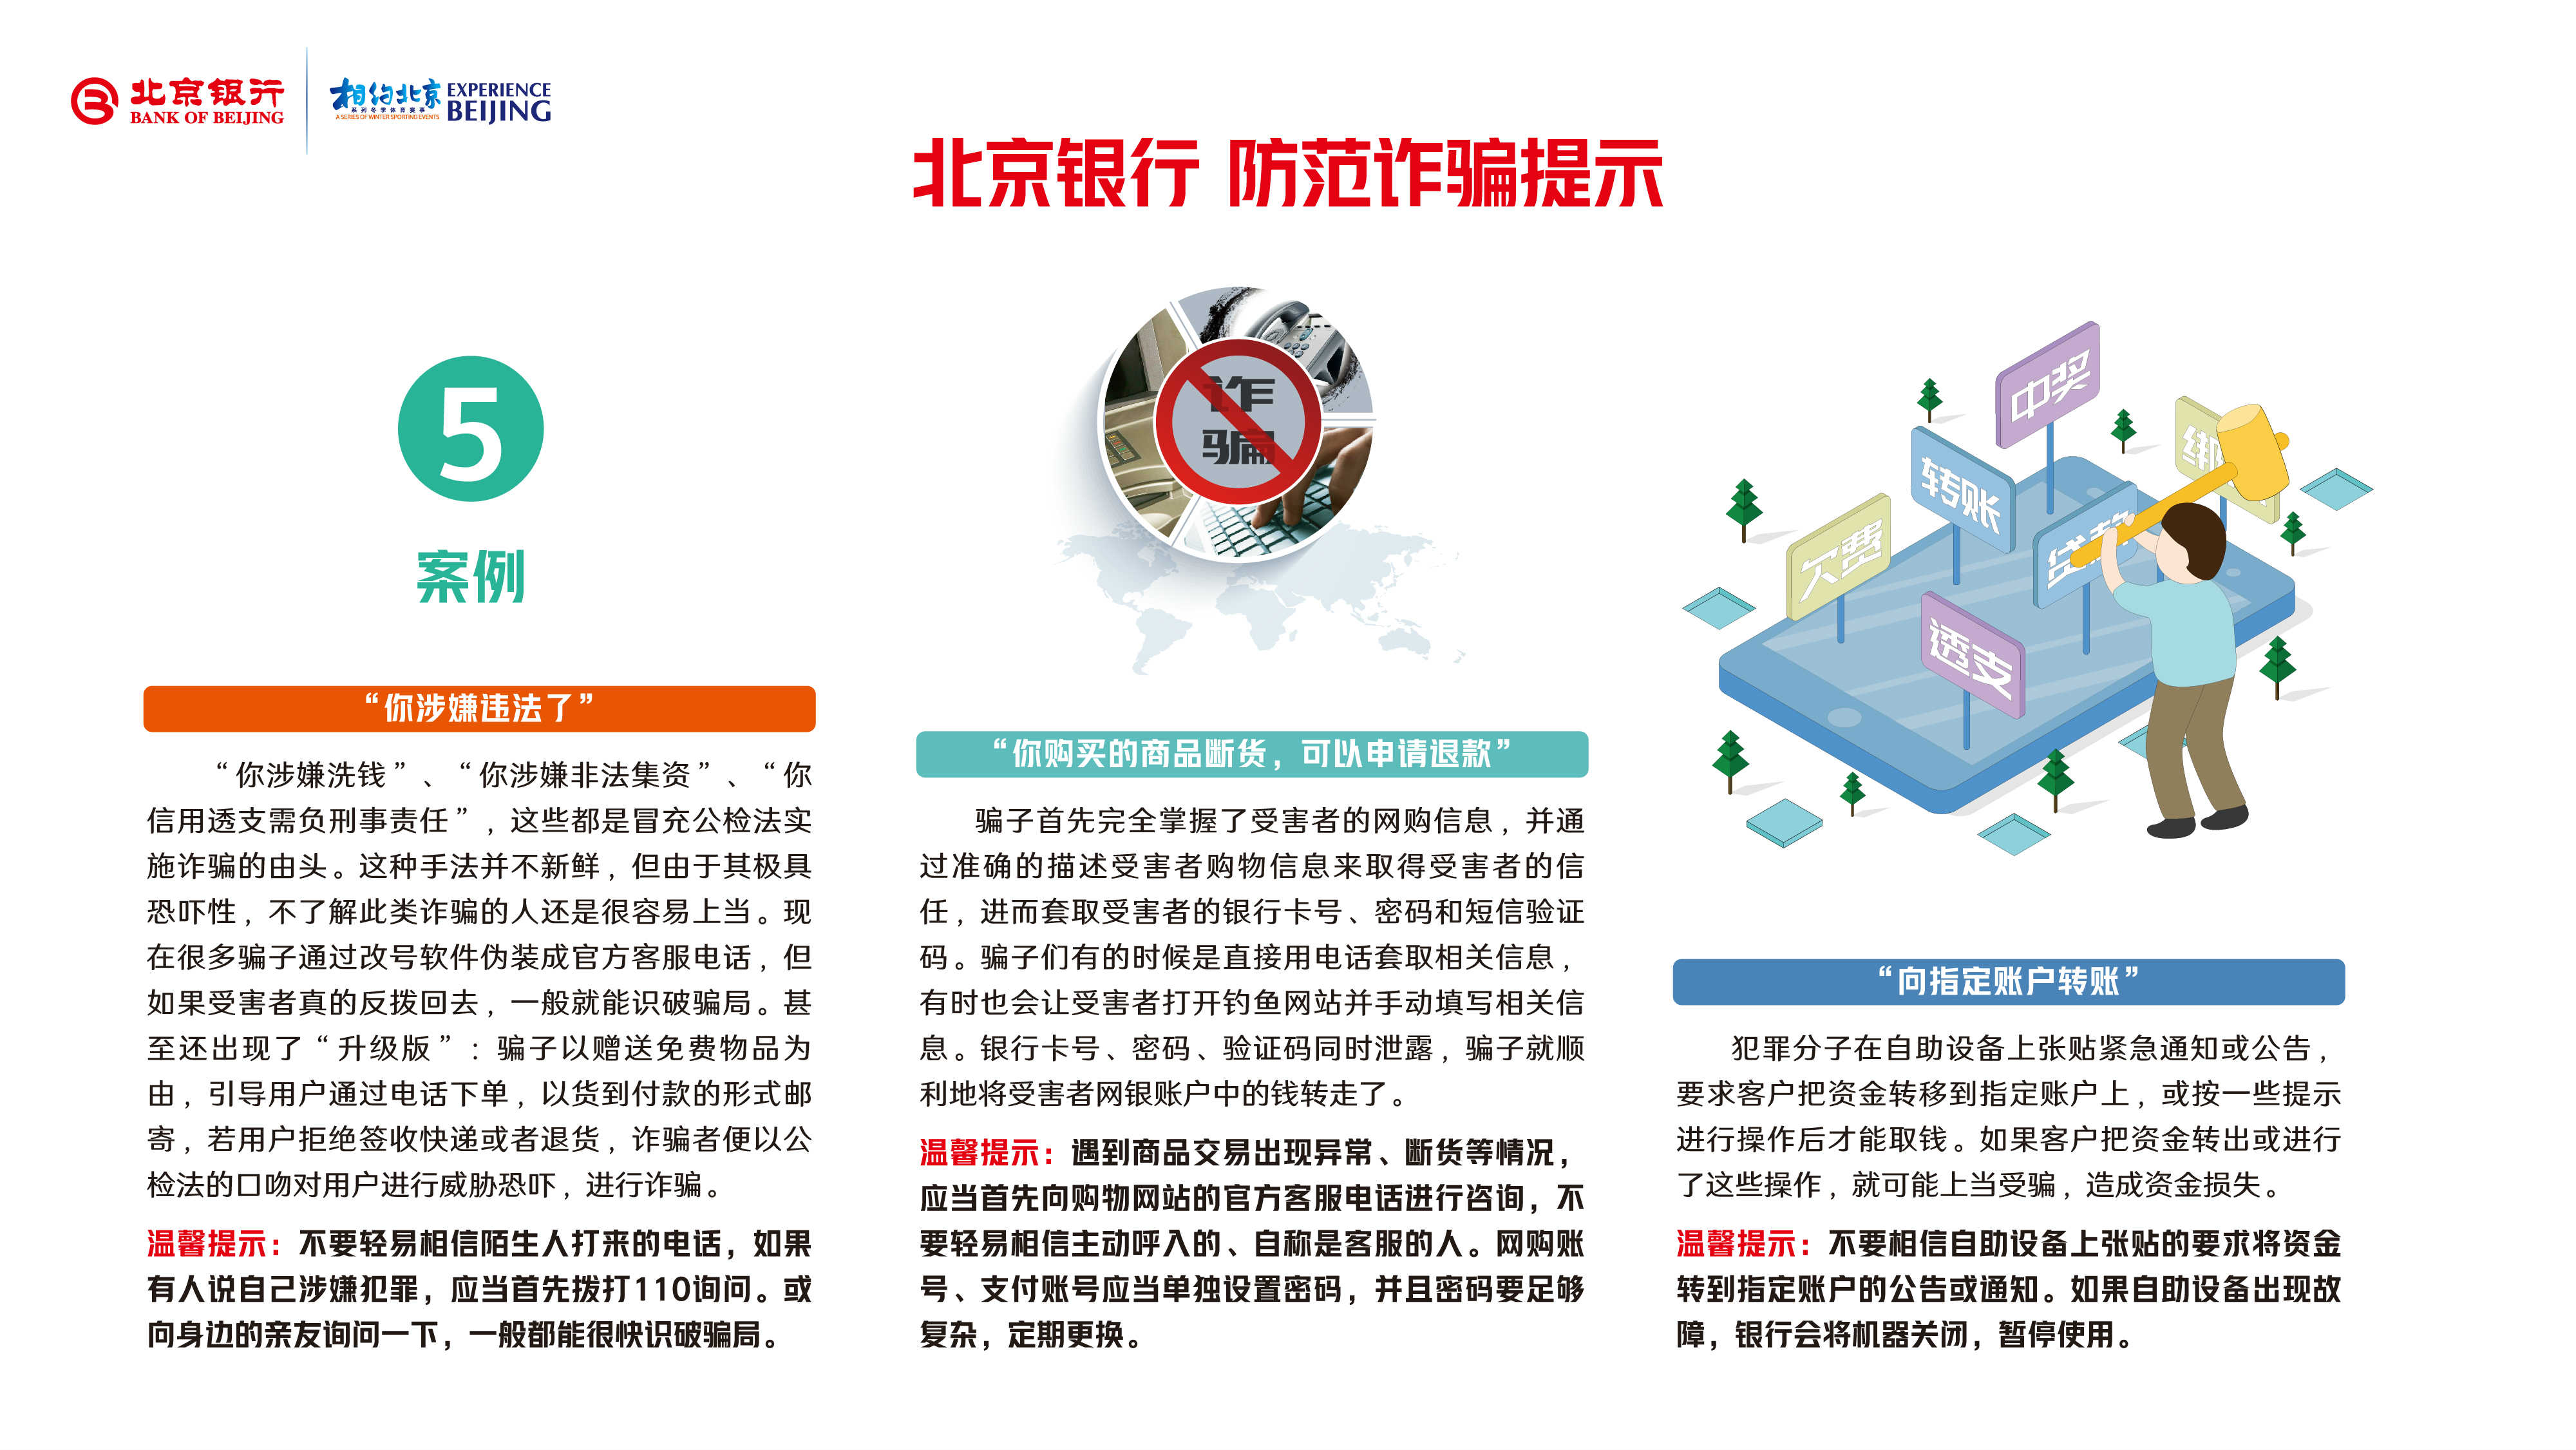 北京银行
BANK OF BEIJING
相约北京
系列冬季体育赛事
A SERIES OF WINTER SPORTING EVENTS
EXPERIENCE
BEIJING
北京银行 防范诈骗提示
5
案例
“你涉嫌违法了”
“你涉嫌洗钱”、“你涉嫌非法集资”、“你
信用透支需负刑事责任”，这些都是冒充公检法实
施诈骗的由头。这种手法并不新鲜，但由于其极具
恐吓性，不了解此类诈骗的人还是很容易上当。现
在很多骗子通过改号软件伪装成官方客服电话，但
如果受害者真的反拨回去，一般就能识破骗局。甚
至还出现了“升级版”：骗子以赠送免费物品为
由，引导用户通过电话下单，以货到付款的形式邮
寄，若用户拒绝签收快递或者退货，诈骗者便以公
检法的口吻对用户进行威胁恐吓，进行诈骗。
温馨提示：不要轻易相信陌生人打来的电话，如果
有人说自己涉嫌犯罪，应当首先拨打110询问。或
向身边的亲友询问一下，一般都能很快识破骗局。
诈
骗
“你购买的商品断货，可以申请退款”
骗子首先完全掌握了受害者的网购信息，并通
过准确的描述受害者购物信息来取得受害者的信
任，进而套取受害者的银行卡号、密码和短信验证
码。骗子们有的时候是直接用电话套取相关信息，
有时也会让受害者打开钓鱼网站并手动填写相关信
息。银行卡号、密码、验证码同时泄露，骗子就顺
利地将受害者网银账户中的钱转走了。
温馨提示：遇到商品交易出现异常、断货等情况，
应当首先向购物网站的官方客服电话进行咨询，不
要轻易相信主动呼入的、自称是客服的人。网购账
号、支付账号应当单独设置密码，并且密码要足够
复杂，定期更换。
中奖
转账
欠费
贷款
透支
“向指定账户转账”
犯罪分子在自助设备上张贴紧急通知或公告，
要求客户把资金转移到指定账户上，或按一些提示
进行操作后才能取钱。如果客户把资金转出或进行
了这些操作，就可能上当受骗，造成资金损失。
温馨提示：不要相信自助设备上张贴的要求将资金
转到指定账户的公告或通知。如果自助设备出现故
障，银行会将机器关闭，暂停使用。